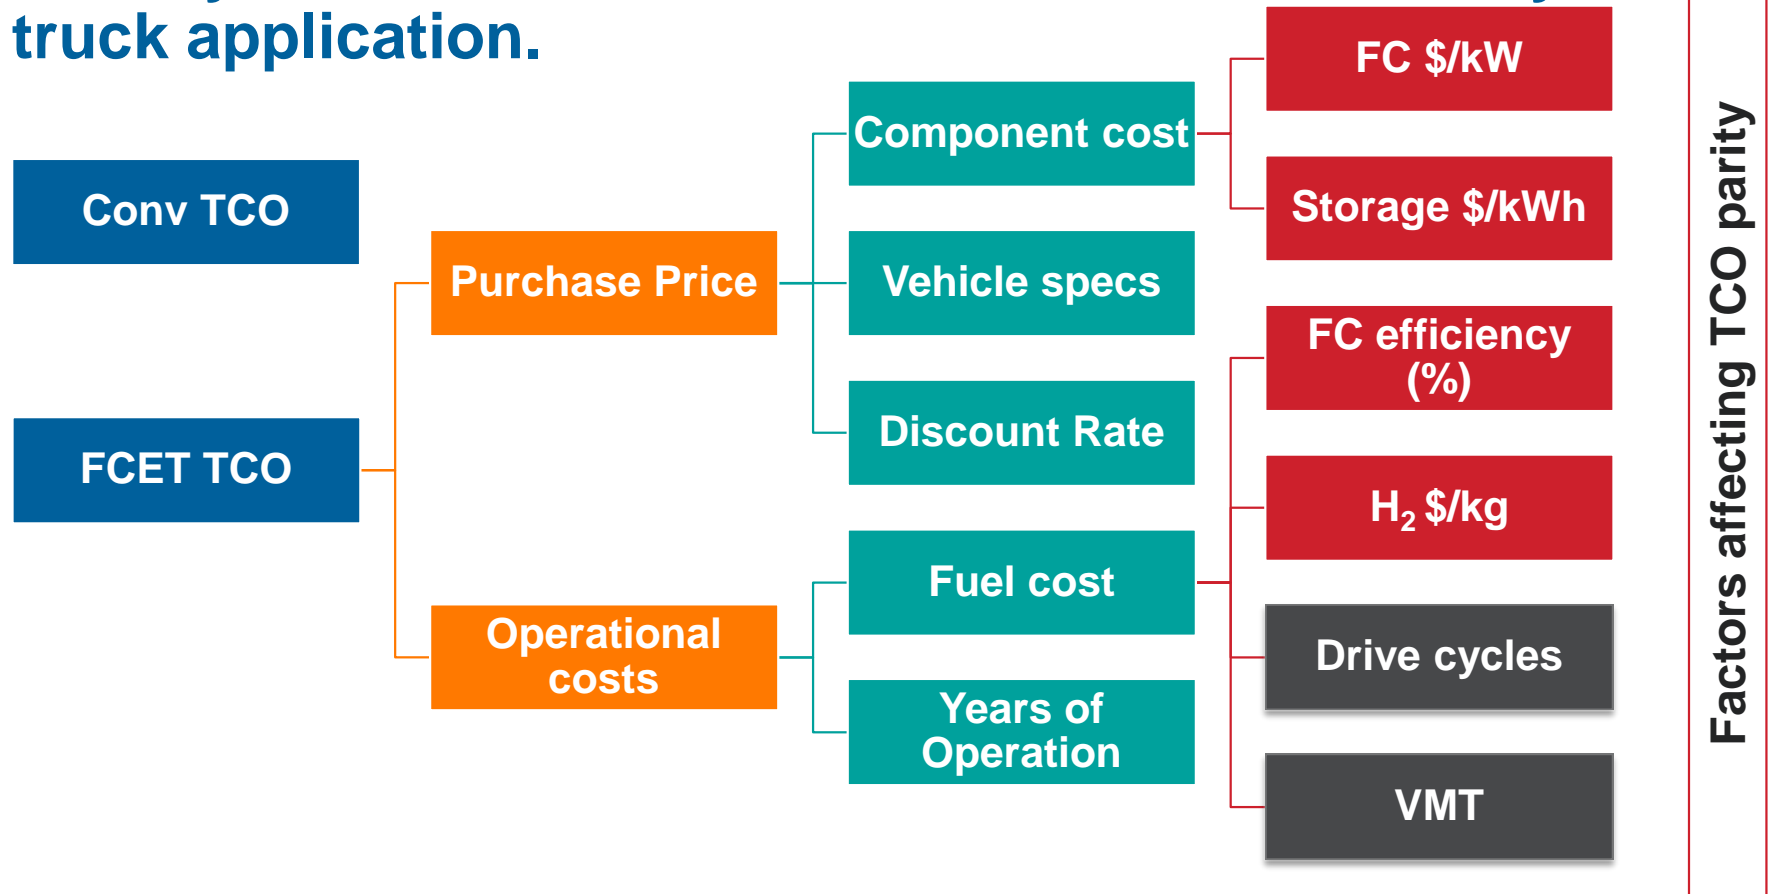 truck application.
Conv TCO
FCET TCO
Purchase Price
Operational
costs
Component cost
Vehicle specs
Discount Rate
Fuel cost
Years of
Operation
FC $/kW
Storage $/kWh
FC efficiency
(%)
H₂ $/kg
Drive cycles
VMT
Factors affecting TCO parity